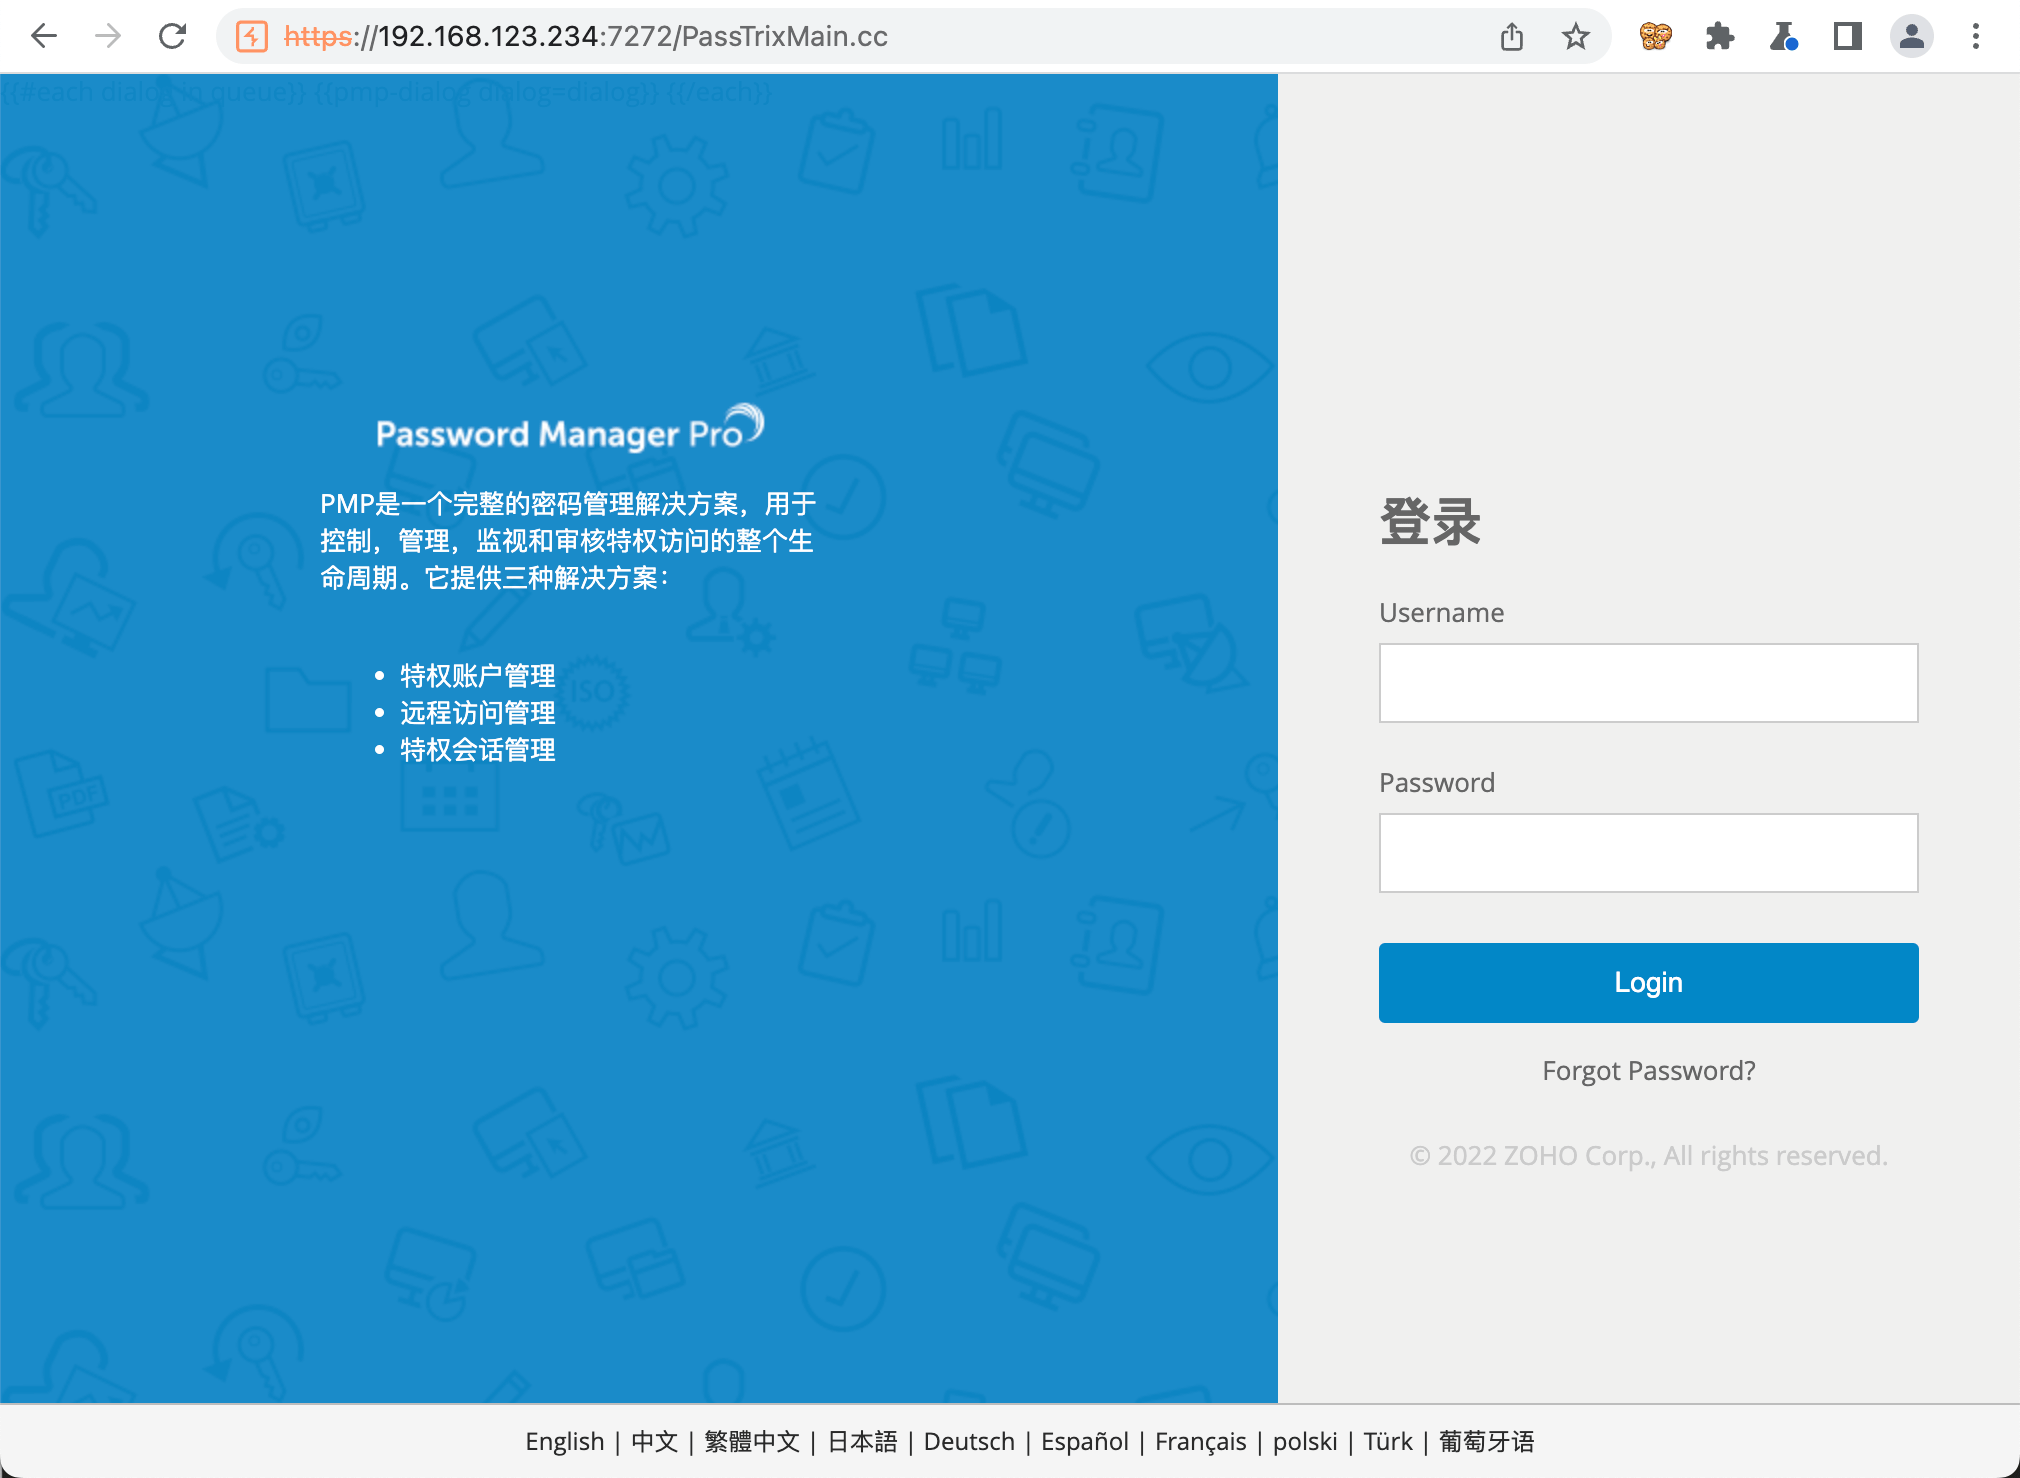 https://192.168.123.234:7272/PassTrixMain.cc
{{#each dialog in queue}} {{pmp-dialog dialog=dialog}} {{/each}}
Password Manager Pro
PMP是一个完整的密码管理解决方案，用于
控制，管理，监视和审核特权访问的整个生
命周期。它提供三种解决方案：
• 特权账户管理
• 远程访问管理
• 特权会话管理
ISO
PDF
登录
Username
Password
Login
Forgot Password?
© 2022 ZOHO Corp., All rights reserved.
English | 中文 | 繁體中文 | 日本語 | Deutsch | Español | Français | polski | Türk | 葡萄牙语